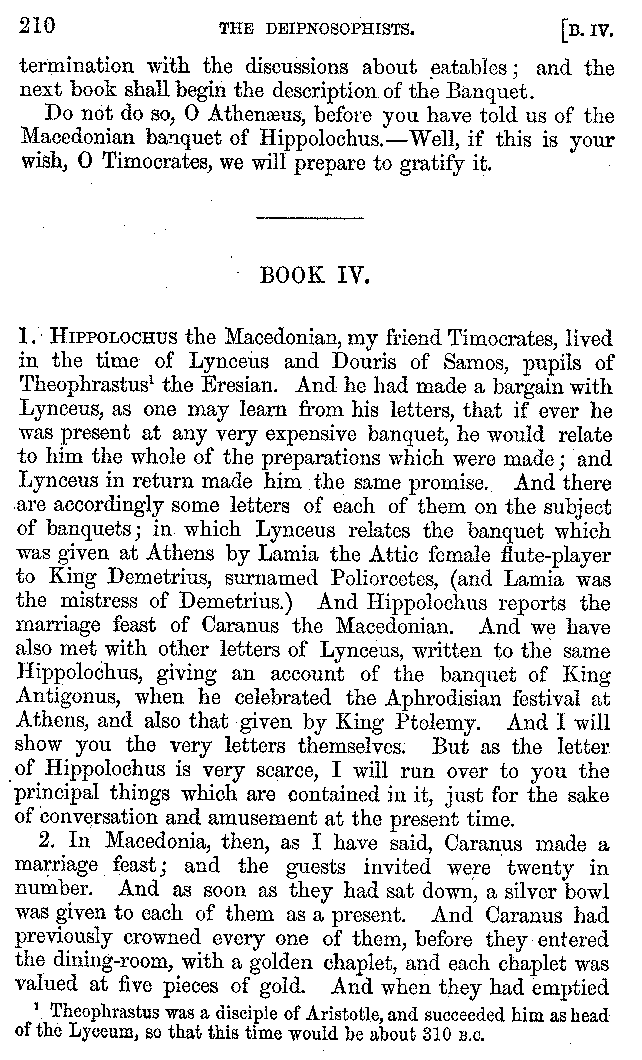 210 THE DEIPNOSOPHISTS. [B. IV.
termination with the discussions about eatables; and the
next book shall begin the description of the Banquet.
Do not do so, O Athenæus, before you have told us of the
Macedonian banquet of Hippolochus.—Well, if this is your
wish, O Timocrates, we will prepare to gratify it.
BOOK IV.
1. HIPPOLOCHUS the Macedonian, my friend Timocrates, lived
in the time of Lynceus and Douris of Samos, pupils of
Theophrastus¹ the Eresian. And he had made a bargain with
Lynceus, as one may learn from his letters, that if ever he
was present at any very expensive banquet, he would relate
to him the whole of the preparations which were made; and
Lynceus in return made him the same promise. And there
are accordingly some letters of each of them on the subject
of banquets; in which Lynceus relates the banquet which
was given at Athens by Lamia the Attic female flute-player
to King Demetrius, surnamed Poliorcetes, (and Lamia was
the mistress of Demetrius.) And Hippolochus reports the
marriage feast of Caranus the Macedonian. And we have
also met with other letters of Lynceus, written to the same
Hippolochus, giving an account of the banquet of King
Antigonus, when he celebrated the Aphrodisian festival at
Athens, and also that given by King Ptolemy. And I will
show you the very letters themselves. But as the letter
of Hippolochus is very scarce, I will run over to you the
principal things which are contained in it, just for the sake
of conversation and amusement at the present time.
2. In Macedonia, then, as I have said, Caranus made a
marriage feast; and the guests invited were twenty in
number. And as soon as they had sat down, a silver bowl
was given to each of them as a present. And Caranus had
previously crowned every one of them, before they entered
the dining-room, with a golden chaplet, and each chaplet was
valued at five pieces of gold. And when they had emptied
¹ Theophrastus was a disciple of Aristotle, and succeeded him as head
of the Lyceum, so that this time would be about 310 B.C.